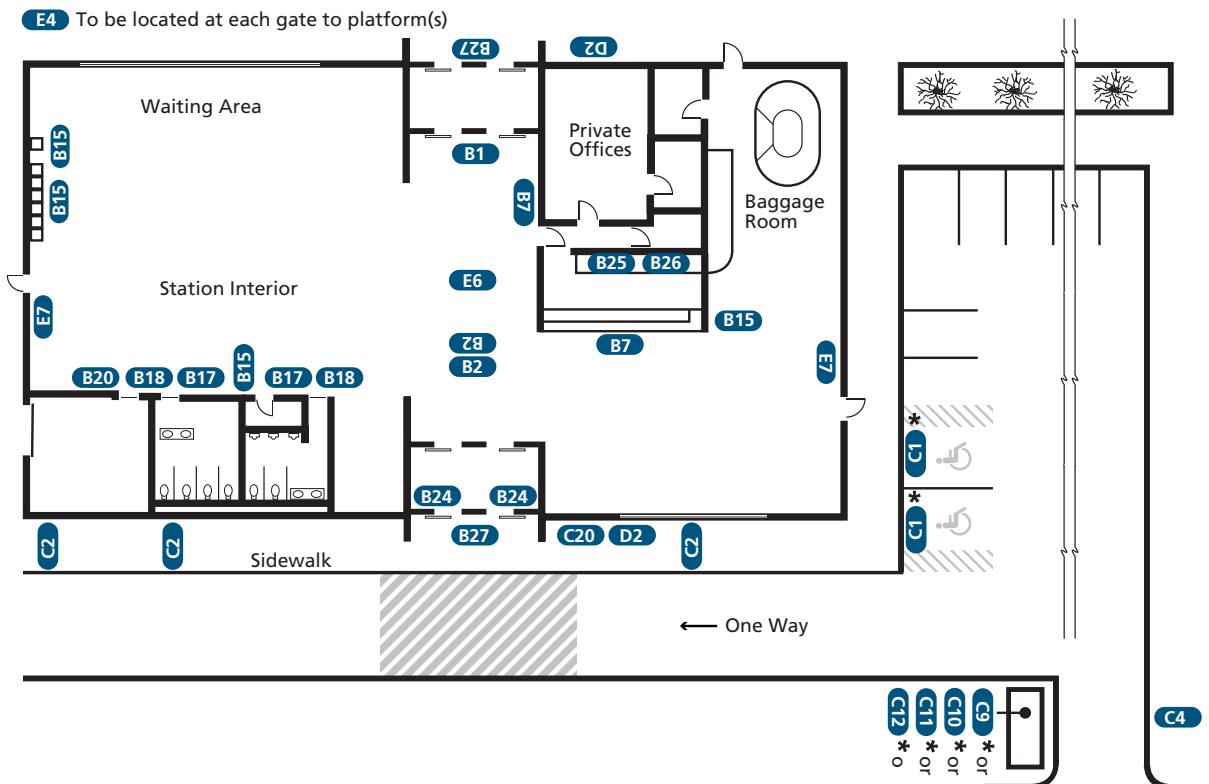 E4 To be located at each gate to platform(s)
B27
D2
Waiting Area
B15
B1
Private
Offices
B15
B7
Baggage
Room
B25 B26
E6
Station Interior
E7
B15
B2
B7
B2
E7
B20 B18 B17 B15 B17 B18
*
C1
B24 B24
*
C1
C2
C2
B27
C20 D2
C2
Sidewalk
← One Way
C12 * o
C11 * or
C10 * or
C9 * or
C4